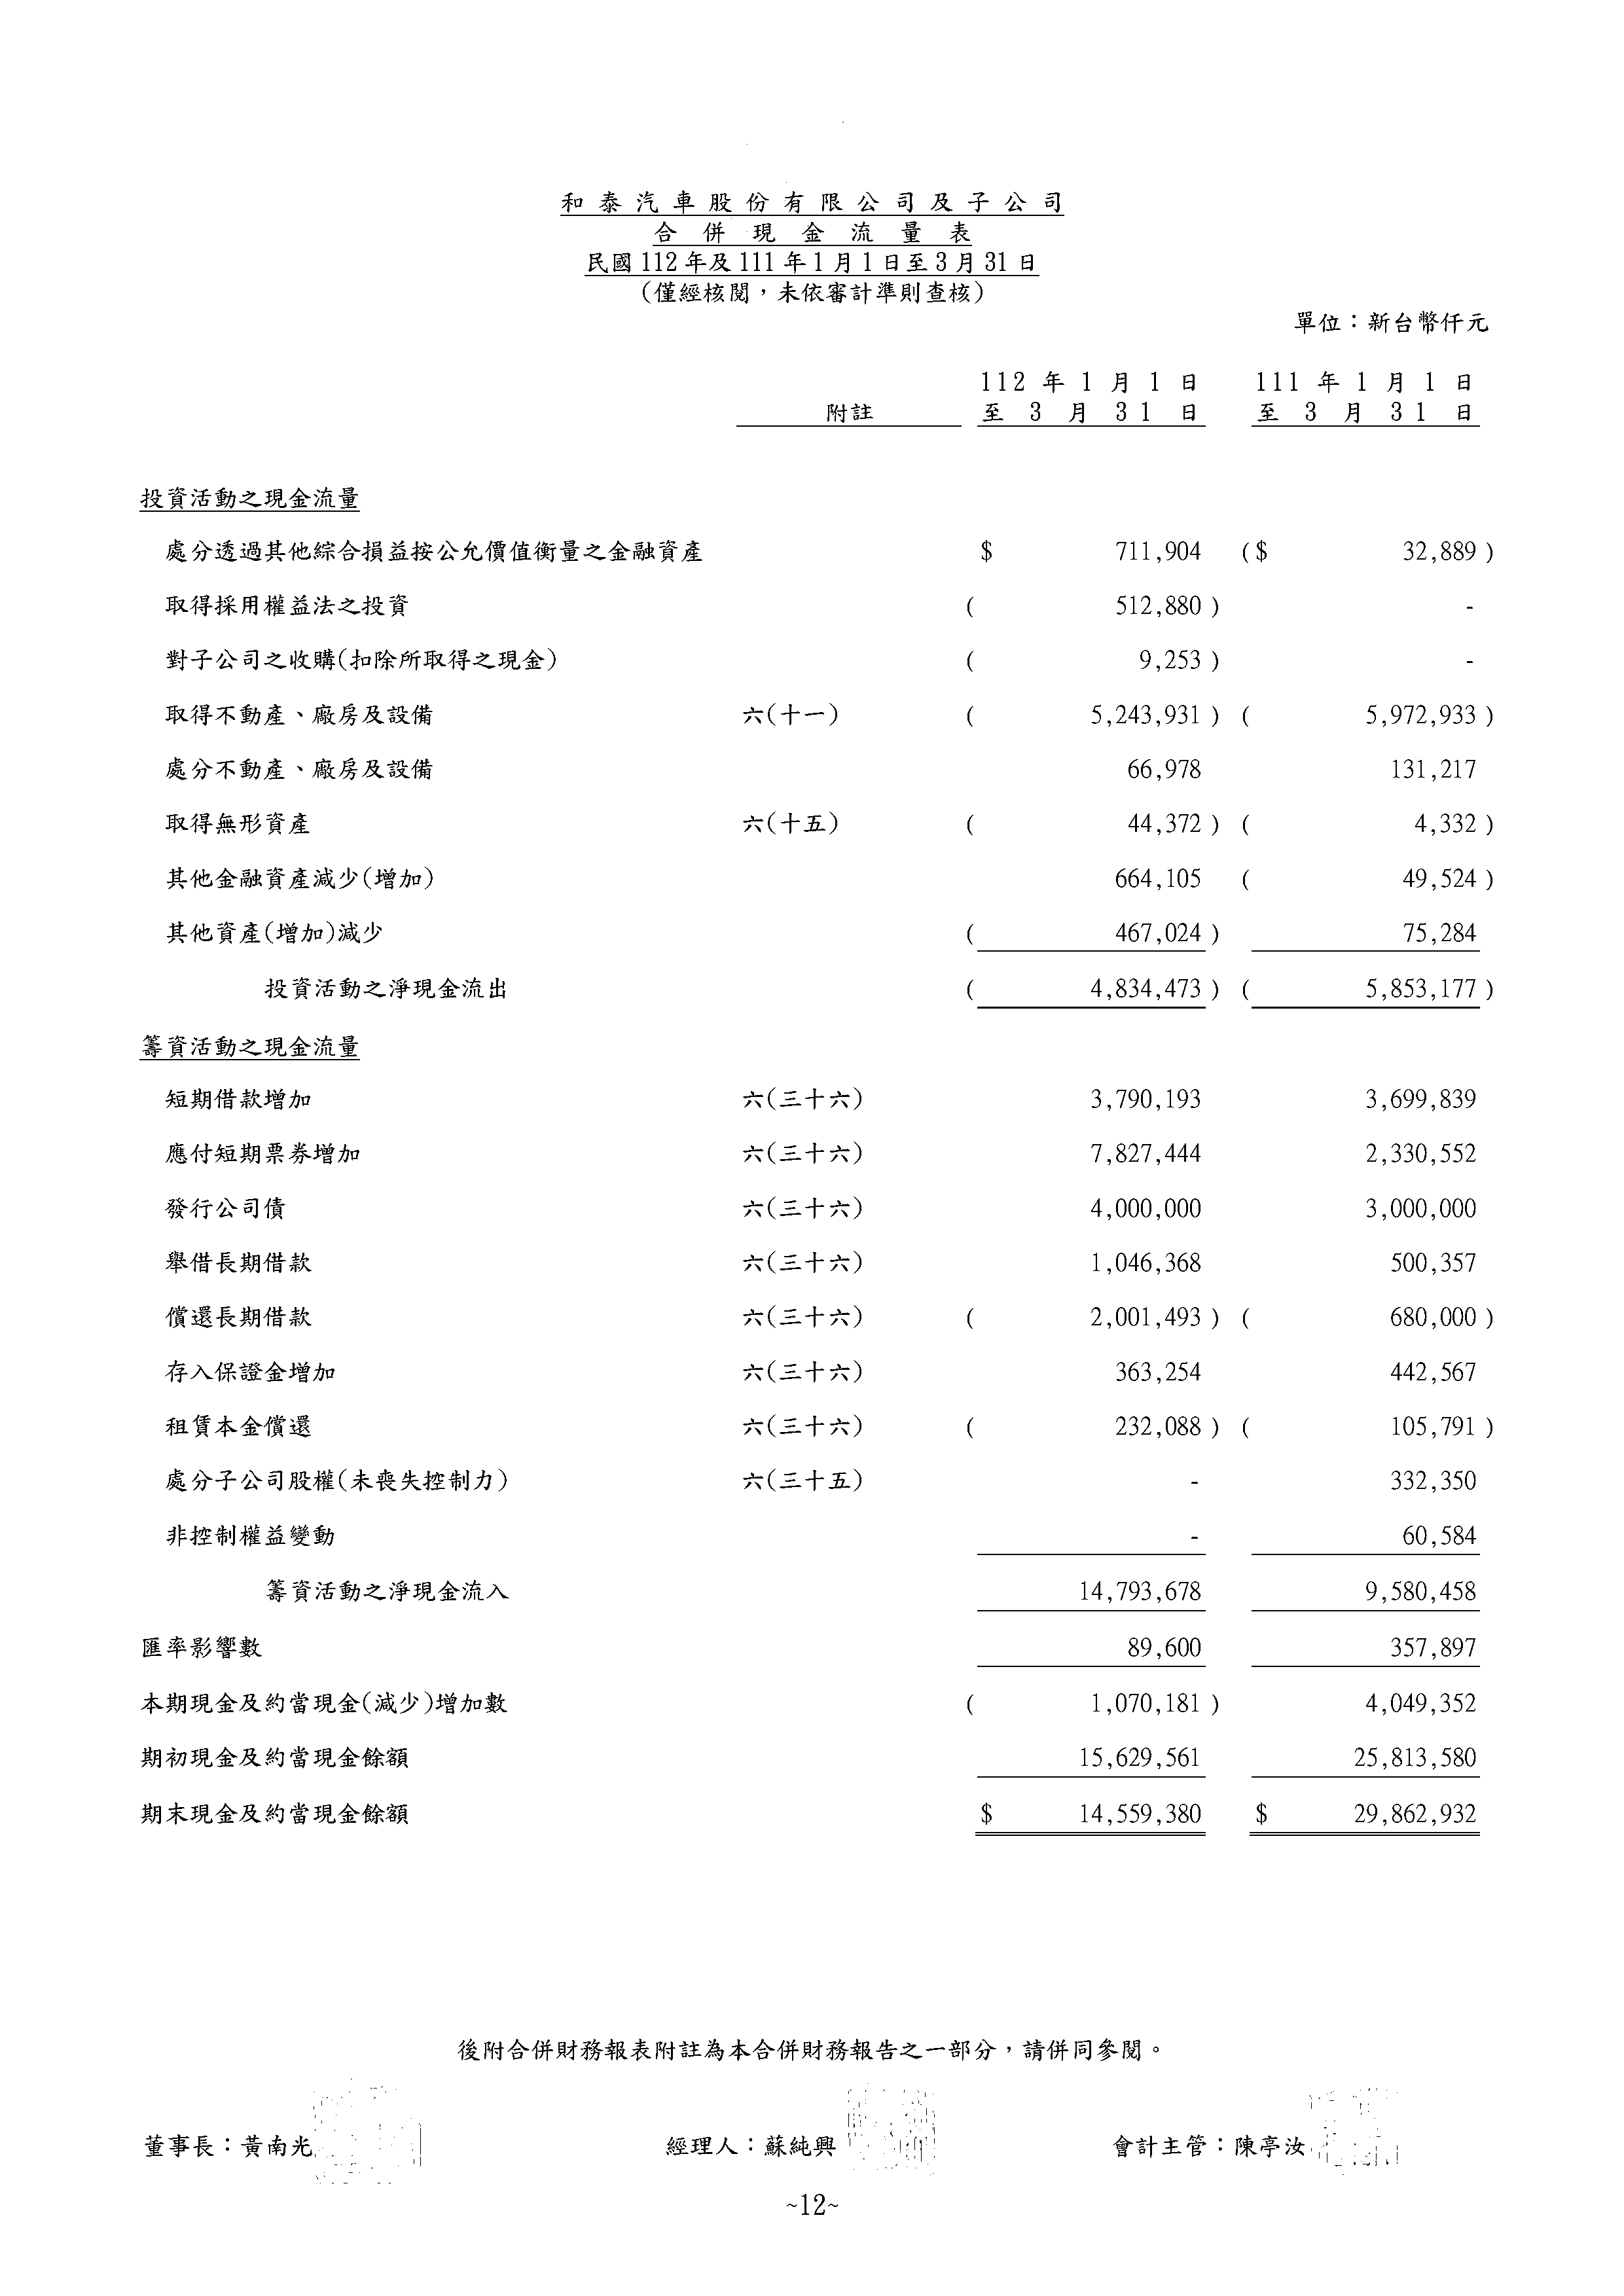 和泰汽車股份有限公司及子公司
合併現金流量表
民國112年及111年1月1日至3月31日
(僅經核閱，未依審計準則查核)
單位：新台幣仟元
112年1月1日 111年1月1日
附註 至3月31日 至3月31日
投資活動之現金流量
處分透過其他綜合損益按公允價值衡量之金融資產 $ 711,904 ($ 32,889)
取得採用權益法之投資 ( 512,880) -
對子公司之收購(扣除所取得之現金) ( 9,253) -
取得不動產、廠房及設備 六(十一) ( 5,243,931) ( 5,972,933)
處分不動產、廠房及設備 66,978 131,217
取得無形資產 六(十五) ( 44,372) ( 4,332)
其他金融資產減少(增加) 664,105 ( 49,524)
其他資產(增加)減少 ( 467,024) 75,284
投資活動之淨現金流出 ( 4,834,473) ( 5,853,177)
籌資活動之現金流量
短期借款增加 六(三十六) 3,790,193 3,699,839
應付短期票券增加 六(三十六) 7,827,444 2,330,552
發行公司債 六(三十六) 4,000,000 3,000,000
舉借長期借款 六(三十六) 1,046,368 500,357
償還長期借款 六(三十六) ( 2,001,493) ( 680,000)
存入保證金增加 六(三十六) 363,254 442,567
租賃本金償還 六(三十六) ( 232,088) ( 105,791)
處分子公司股權(未喪失控制力) 六(三十五) - 332,350
非控制權益變動 - 60,584
籌資活動之淨現金流入 14,793,678 9,580,458
匯率影響數 89,600 357,897
本期現金及約當現金(減少)增加數 ( 1,070,181) 4,049,352
期初現金及約當現金餘額 15,629,561 25,813,580
期末現金及約當現金餘額 $ 14,559,380 $ 29,862,932
後附合併財務報表附註為本合併財務報告之一部分，請併同參閱。
董事長：黃南光 經理人：蘇純興 會計主管：陳亭汝
~12~